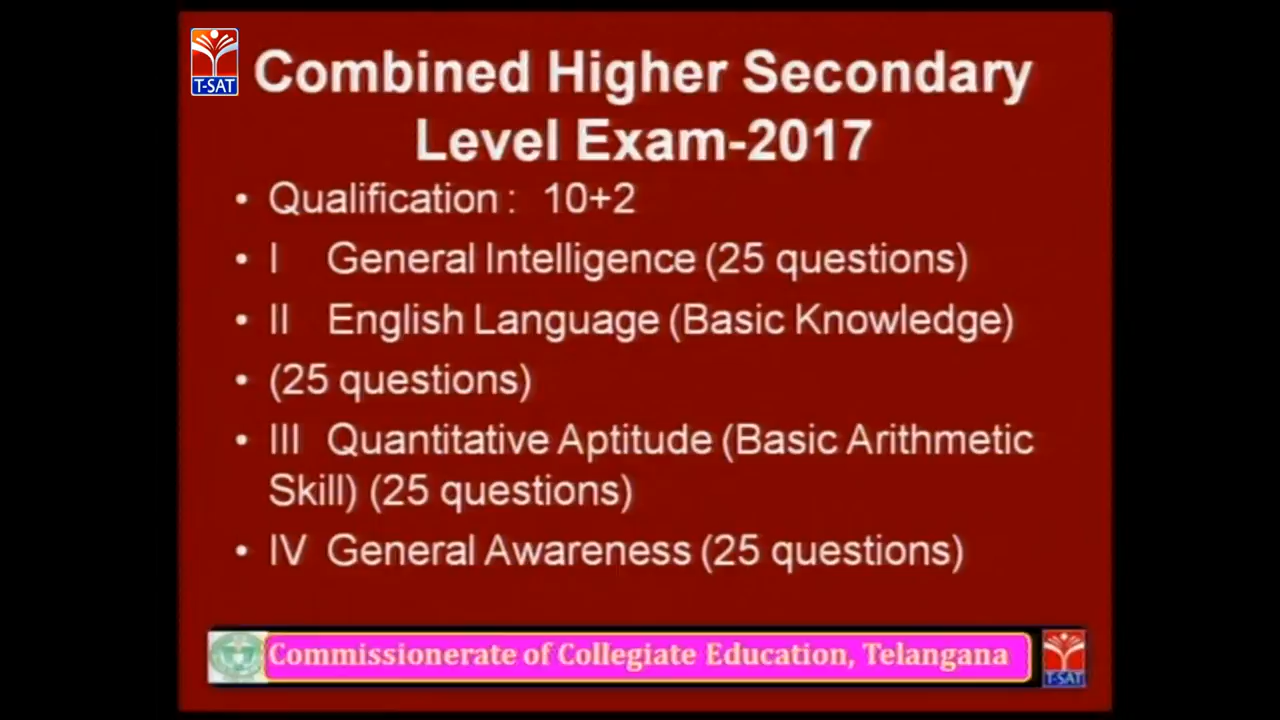 T-SAT
Combined Higher Secondary
Level Exam-2017
• Qualification : 10+2
• I General Intelligence (25 questions)
• II English Language (Basic Knowledge)
• (25 questions)
• III Quantitative Aptitude (Basic Arithmetic
Skill) (25 questions)
• IV General Awareness (25 questions)
Commissionerate of Collegiate Education, Telangana
T-SAT